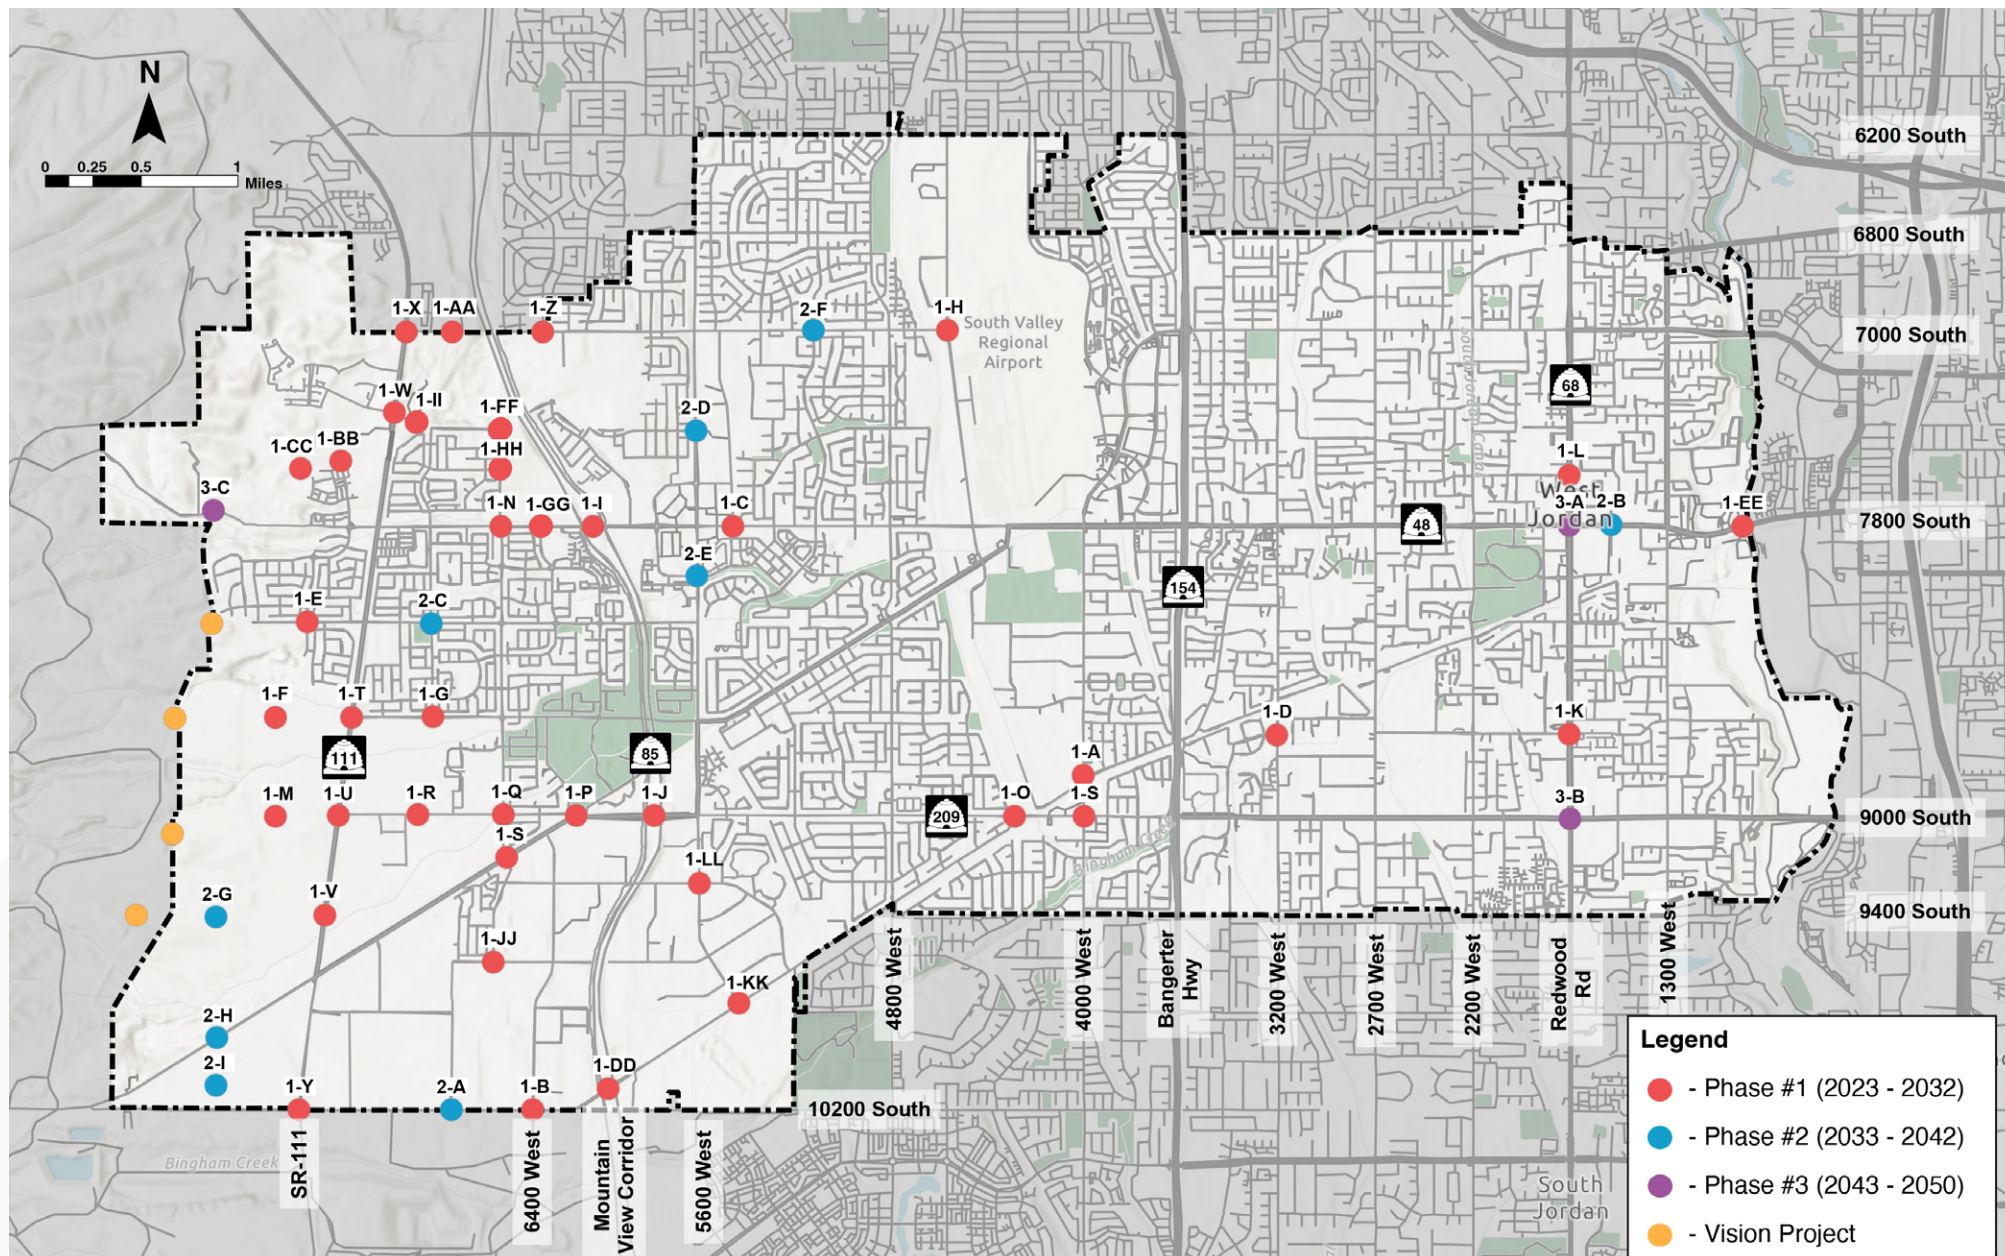 N
0 0.25 0.5 1
Miles
6200 South
6800 South
7000 South
7800 South
9000 South
9400 South
10200 South
1-X
1-AA
1-Z
2-F
1-H
South Valley
Regional
Airport
1-W
1-II
1-FF
2-D
68
South Jordan Canal
1-CC
1-BB
1-HH
1-L
West
Jordan
3-C
1-N
1-GG
1-I
1-C
48
3-A
2-B
1-EE
2-E
154
1-E
2-C
1-F
1-T
1-G
1-D
1-K
111
85
1-A
1-M
1-U
1-R
1-Q
1-P
1-J
209
1-O
1-S
3-B
1-S
Bingham Creek
1-LL
2-G
1-V
1-JJ
1-KK
2-H
2-I
1-Y
2-A
1-B
1-DD
4800 West
4000 West
Bangerter
Hwy
3200 West
2700 West
2200 West
Redwood
Rd
1300 West
SR-111
6400 West
Mountain
View Corridor
5600 West
Bingham Creek
South
Jordan
Legend
- Phase #1 (2023 - 2032)
- Phase #2 (2033 - 2042)
- Phase #3 (2043 - 2050)
- Vision Project